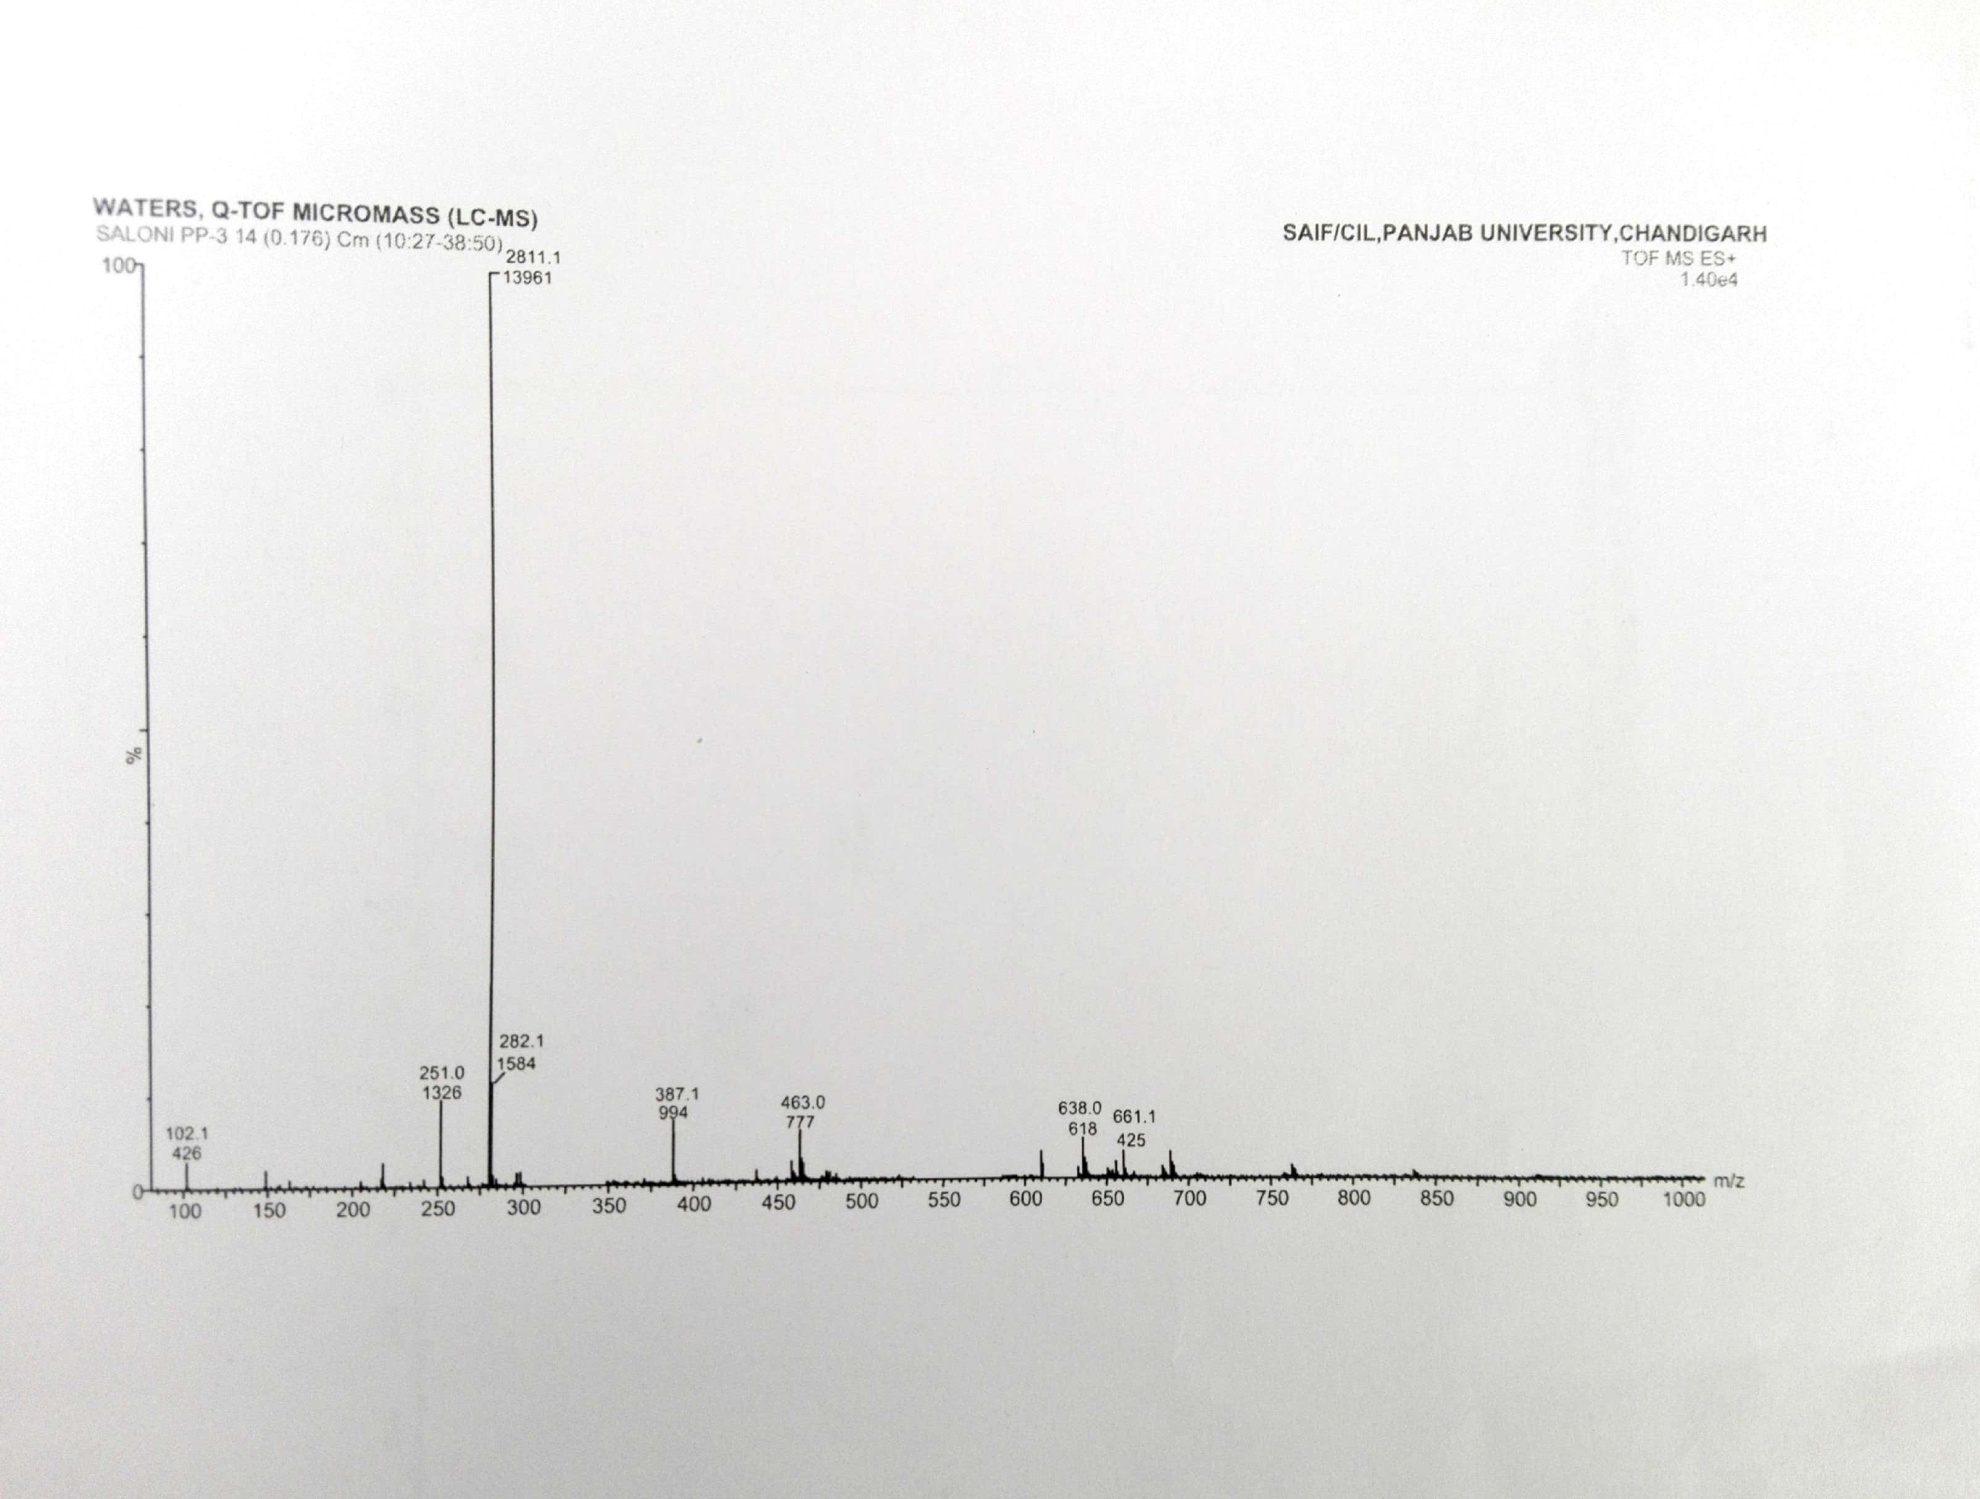 WATERS, Q-TOF MICROMASS (LC-MS)
SALONI PP-3 14 (0.176) Cm (10:27-38:50)
SAIF/CIL,PANJAB UNIVERSITY,CHANDIGARH
TOF MS ES+
1.40e4
100
2811.1
13961
%
282.1
1584
251.0
1326
387.1
994
463.0
777
638.0
618
661.1
425
102.1
426
0
m/z
100 150 200 250 300 350 400 450 500 550 600 650 700 750 800 850 900 950 1000